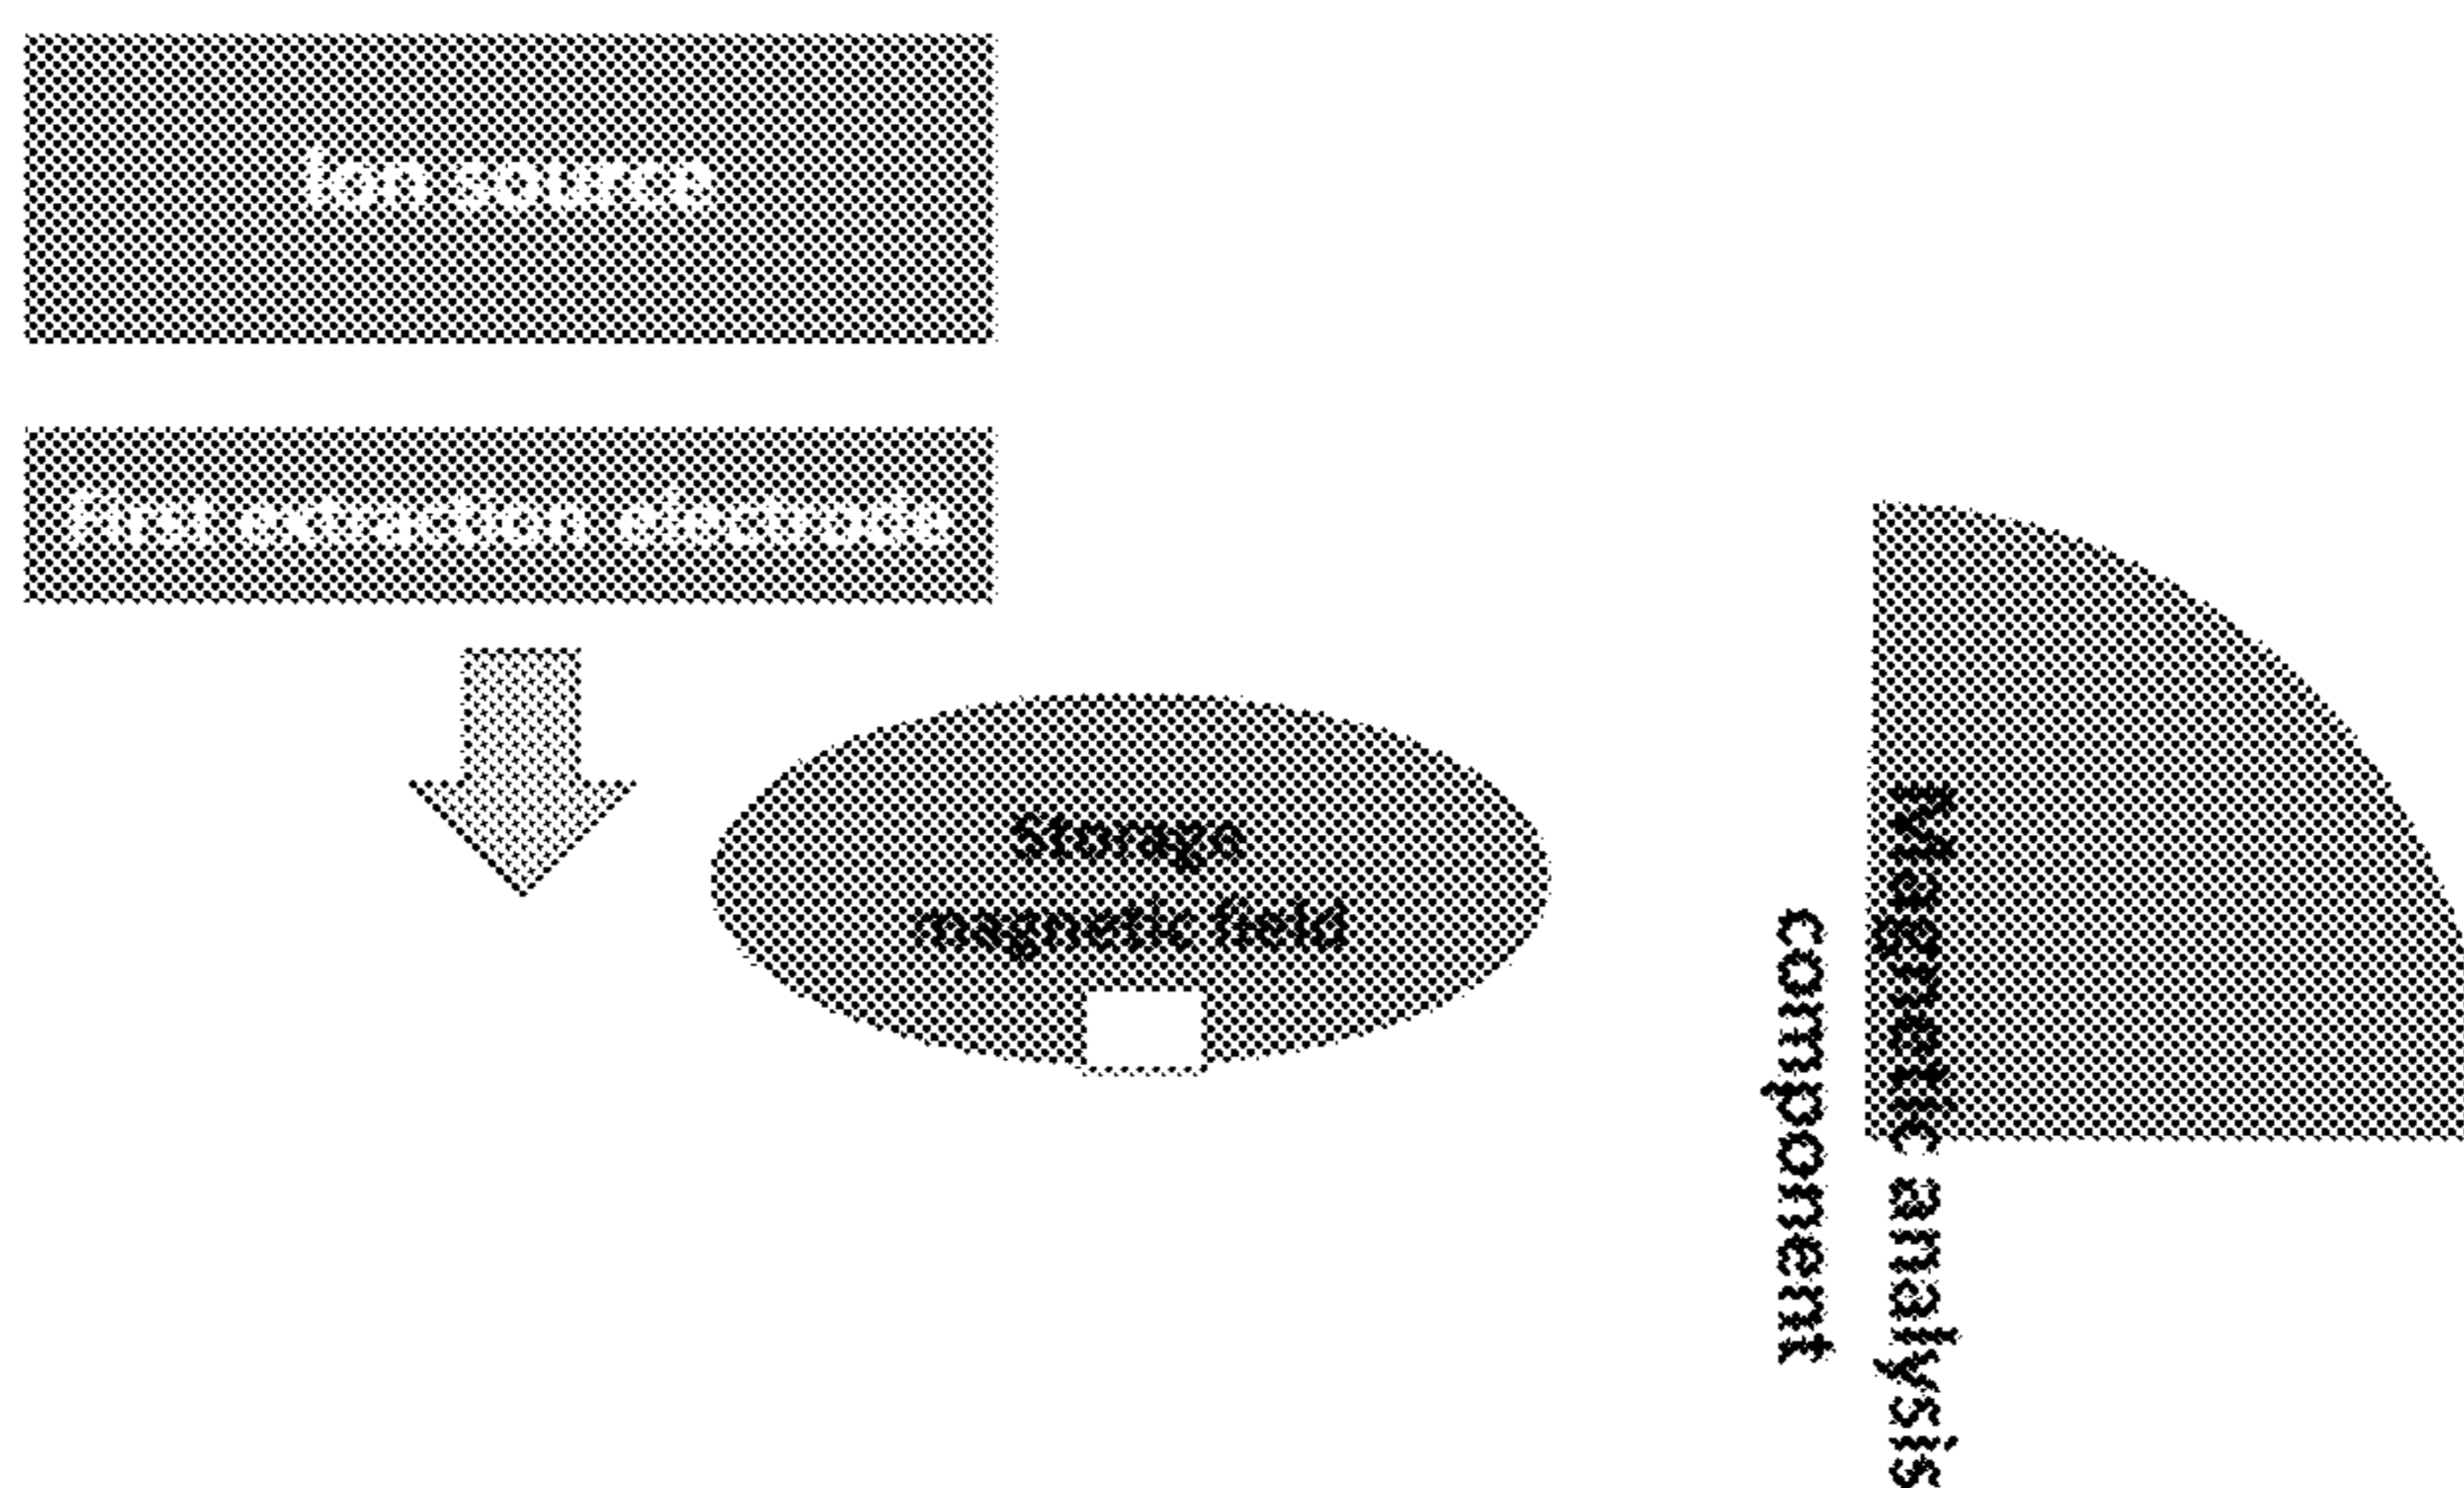 Ion source
First extraction electrode
Storage
magnetic field
Magnetic analysis
component